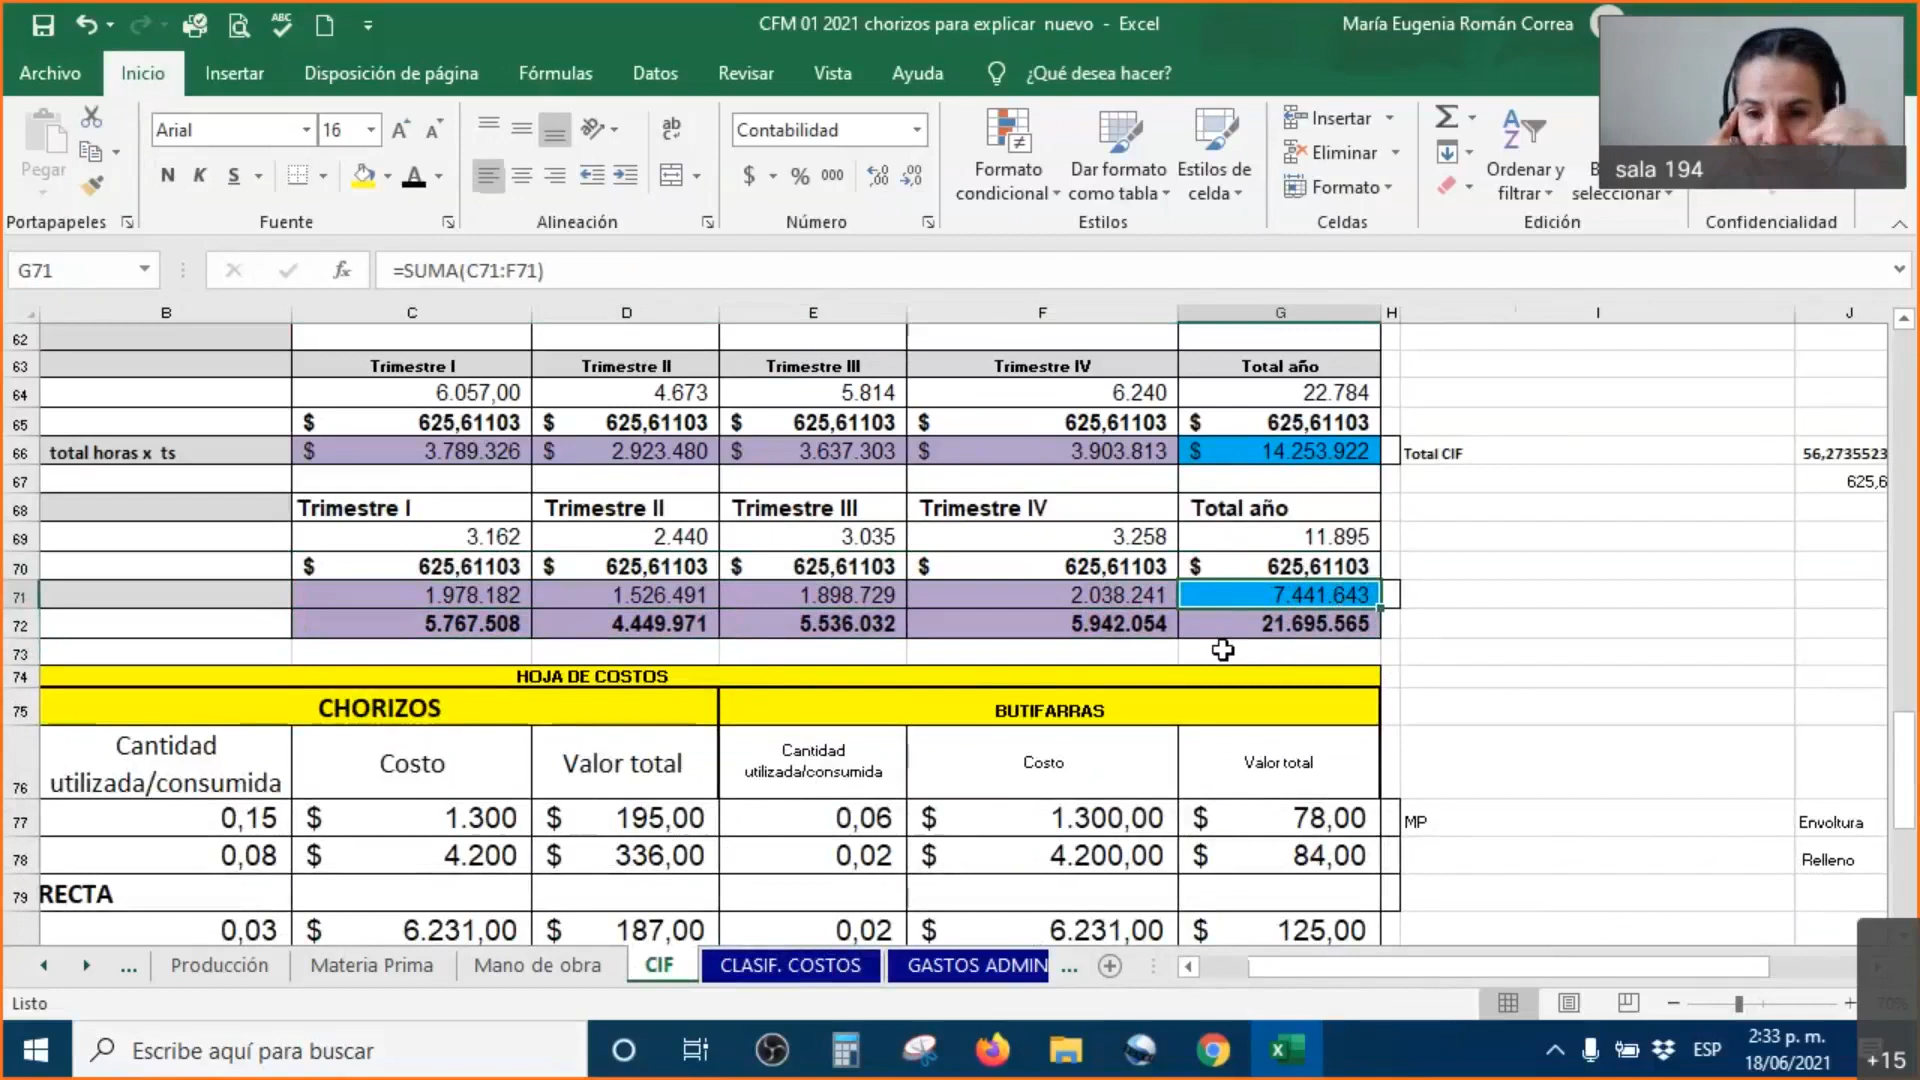 CFM 01 2021 chorizos para explicar nuevo - Excel
María Eugenia Román Correa
Archivo Inicio Insertar Disposición de página Fórmulas Datos Revisar Vista Ayuda ¿Qué desea hacer?
sala 194
Pegar
Arial 16
N K S
ab
Contabilidad
$ % 000
Formato condicional
Dar formato como tabla
Estilos de celda
Insertar
Eliminar
Formato
Ordenar y filtrar
seleccionar
Portapapeles Fuente Alineación Número Estilos Celdas Edición Confidencialidad
G71 fx =SUMA(C71:F71)
B C D E F G H I J
62
63 Trimestre I Trimestre II Trimestre III Trimestre IV Total año
64 6.057,00 4.673 5.814 6.240 22.784
65 $ 625,61103 $ 625,61103 $ 625,61103 $ 625,61103 $ 625,61103
66 total horas x ts $ 3.789.326 $ 2.923.480 $ 3.637.303 $ 3.903.813 $ 14.253.922 Total CIF 56,2735523
67 625,6
68 Trimestre I Trimestre II Trimestre III Trimestre IV Total año
69 3.162 2.440 3.035 3.258 11.895
70 $ 625,61103 $ 625,61103 $ 625,61103 $ 625,61103 $ 625,61103
71 1.978.182 1.526.491 1.898.729 2.038.241 7.441.643
72 5.767.508 4.449.971 5.536.032 5.942.054 21.695.565
73
74 HOJA DE COSTOS
75 CHORIZOS BUTIFARRAS
76 Cantidad utilizada/consumida Costo Valor total Cantidad utilizada/consumida Costo Valor total
77 0,15 $ 1.300 $ 195,00 0,06 $ 1.300,00 $ 78,00 MP Envoltura
78 0,08 $ 4.200 $ 336,00 0,02 $ 4.200,00 $ 84,00 Relleno
79 RECTA
0,03 $ 6.231,00 $ 187,00 0,02 $ 6.231,00 $ 125,00
... Producción Materia Prima Mano de obra CIF CLASIF. COSTOS GASTOS ADMIN ...
Listo
70%
Escribe aquí para buscar
ESP
2:33 p. m.
18/06/2021
+15